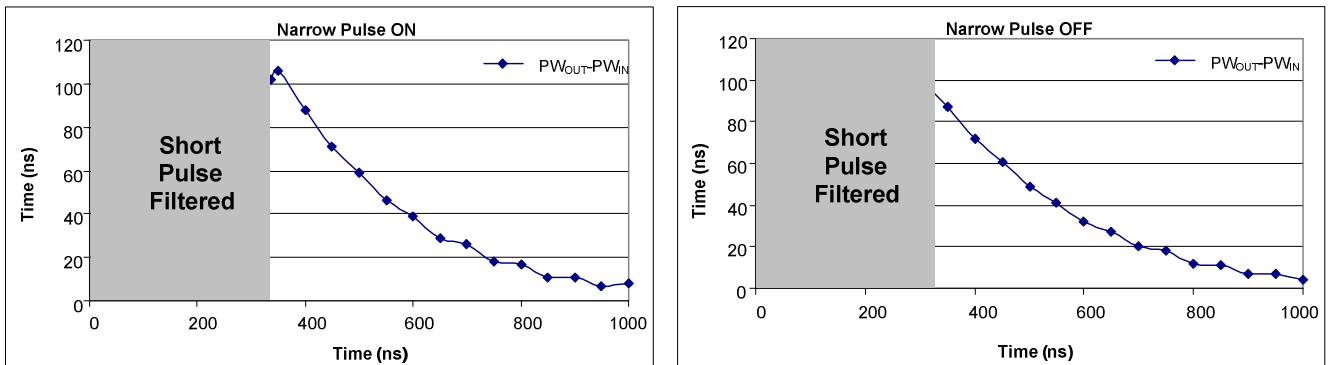 Narrow Pulse ON
120
100
80
60
40
20
0
Time (ns)
Short
Pulse
Filtered
PWOUT-PWIN
0 200 400 600 800 1000
Time (ns)
Narrow Pulse OFF
120
100
80
60
40
20
0
Time (ns)
Short
Pulse
Filtered
PWOUT-PWIN
0 200 400 600 800 1000
Time (ns)